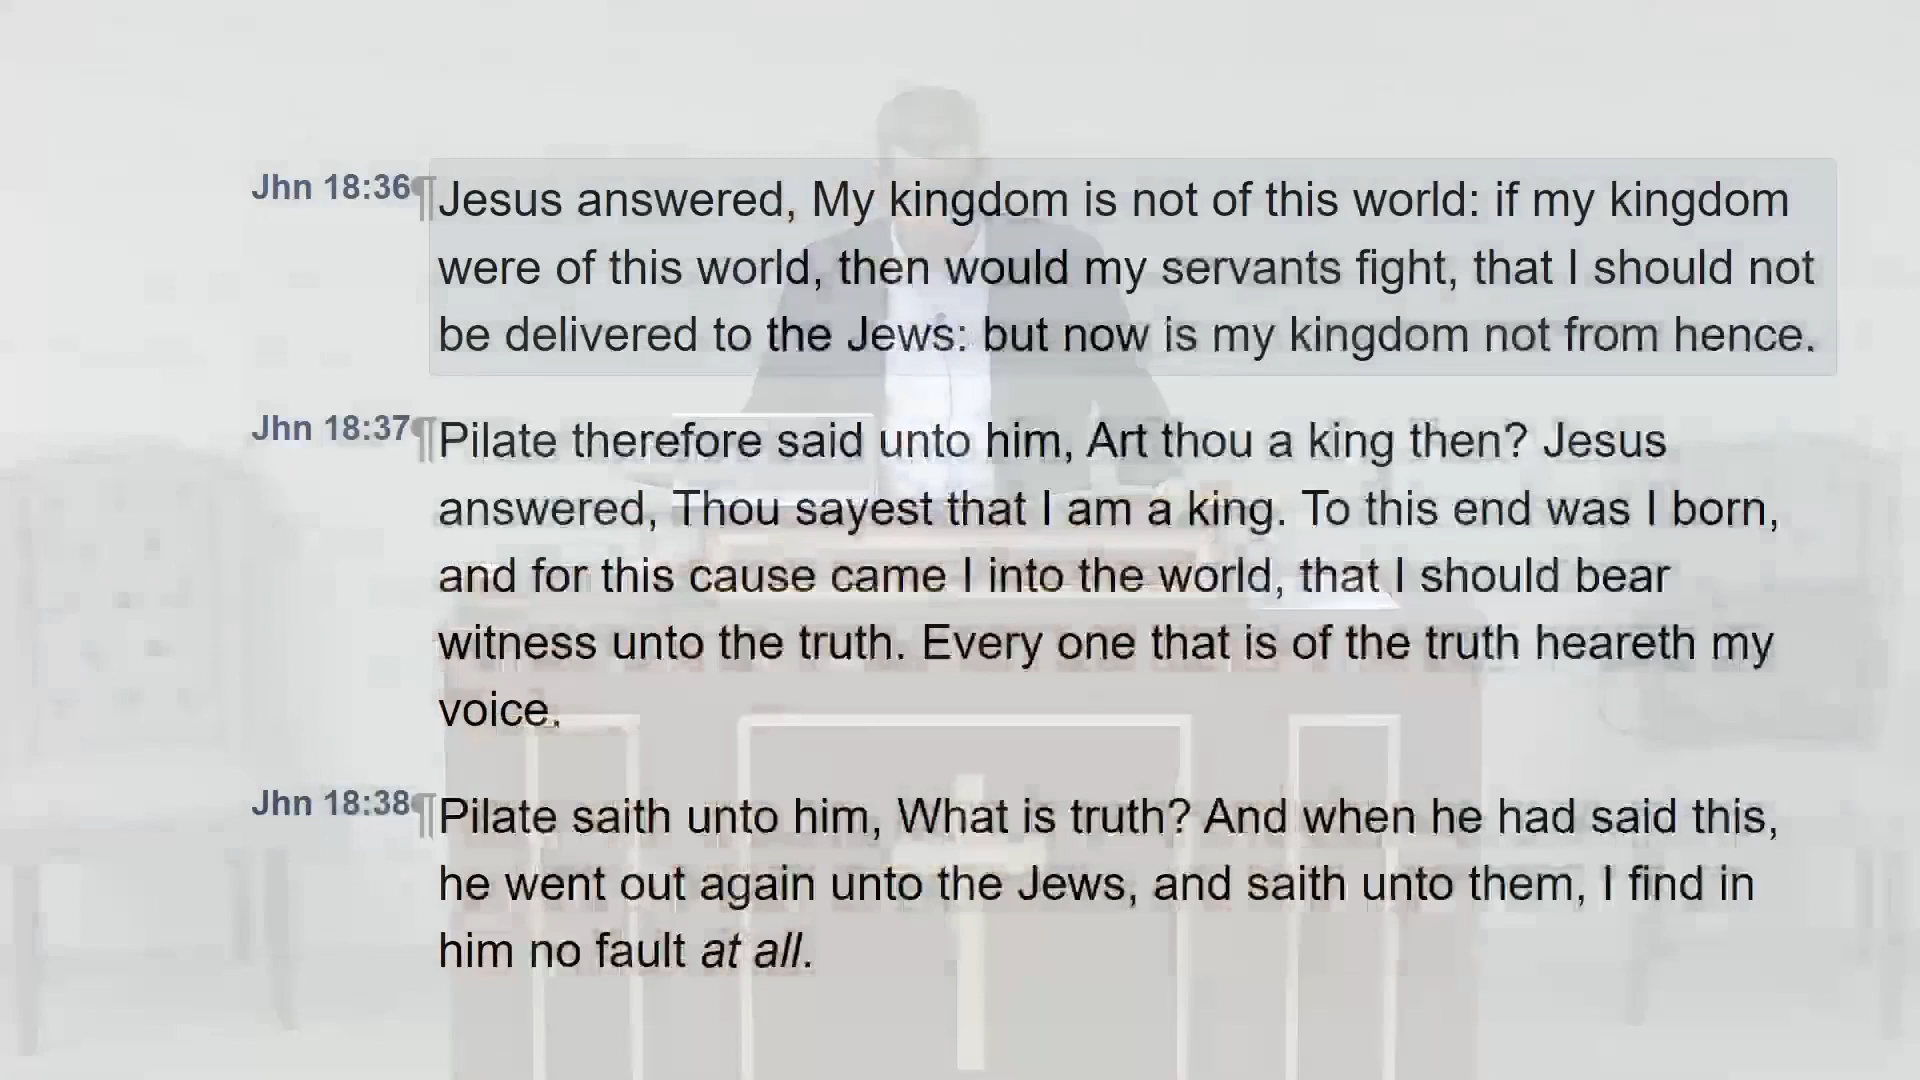 Jhn 18:36¶Jesus answered, My kingdom is not of this world: if my kingdom
were of this world, then would my servants fight, that I should not
be delivered to the Jews: but now is my kingdom not from hence.
Jhn 18:37¶Pilate therefore said unto him, Art thou a king then? Jesus
answered, Thou sayest that I am a king. To this end was I born,
and for this cause came I into the world, that I should bear
witness unto the truth. Every one that is of the truth heareth my
voice.
Jhn 18:38¶Pilate saith unto him, What is truth? And when he had said this,
he went out again unto the Jews, and saith unto them, I find in
him no fault at all.